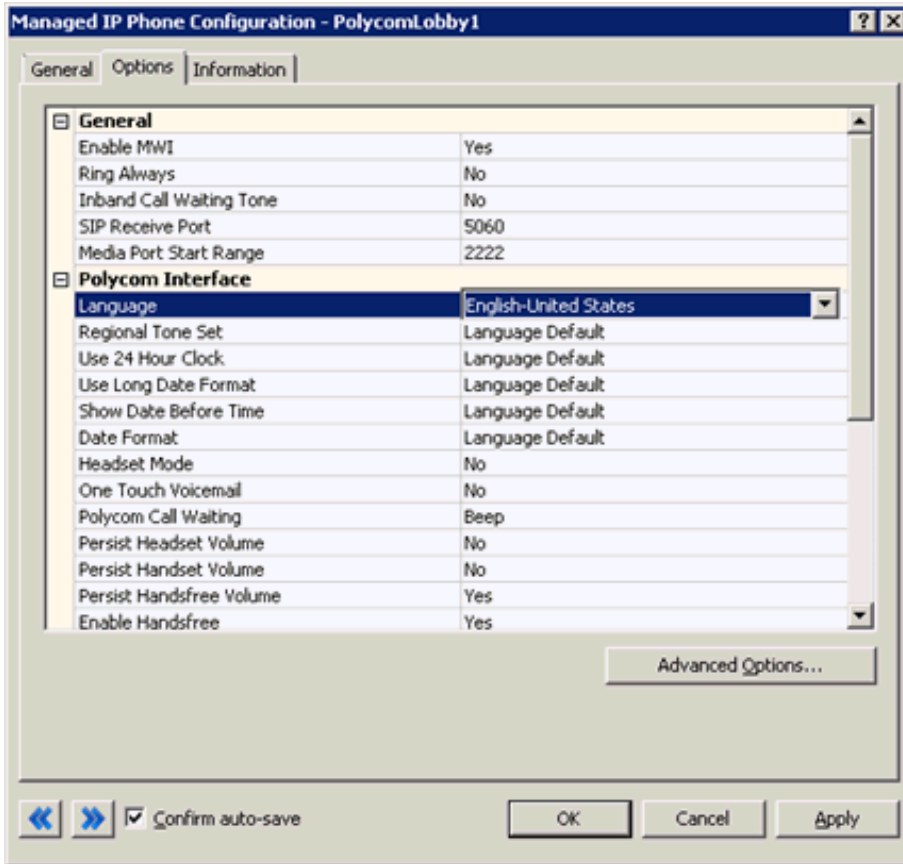 Managed IP Phone Configuration - PolycomLobby1
General Options Information
General
Enable MWI Yes
Ring Always No
Inband Call Waiting Tone No
SIP Receive Port 5060
Media Port Start Range 2222
Polycom Interface
Language English-United States
Regional Tone Set Language Default
Use 24 Hour Clock Language Default
Use Long Date Format Language Default
Show Date Before Time Language Default
Date Format Language Default
Headset Mode No
One Touch Voicemail No
Polycom Call Waiting Beep
Persist Headset Volume No
Persist Handset Volume No
Persist Handsfree Volume Yes
Enable Handsfree Yes
Advanced Options...
Confirm auto-save OK Cancel Apply